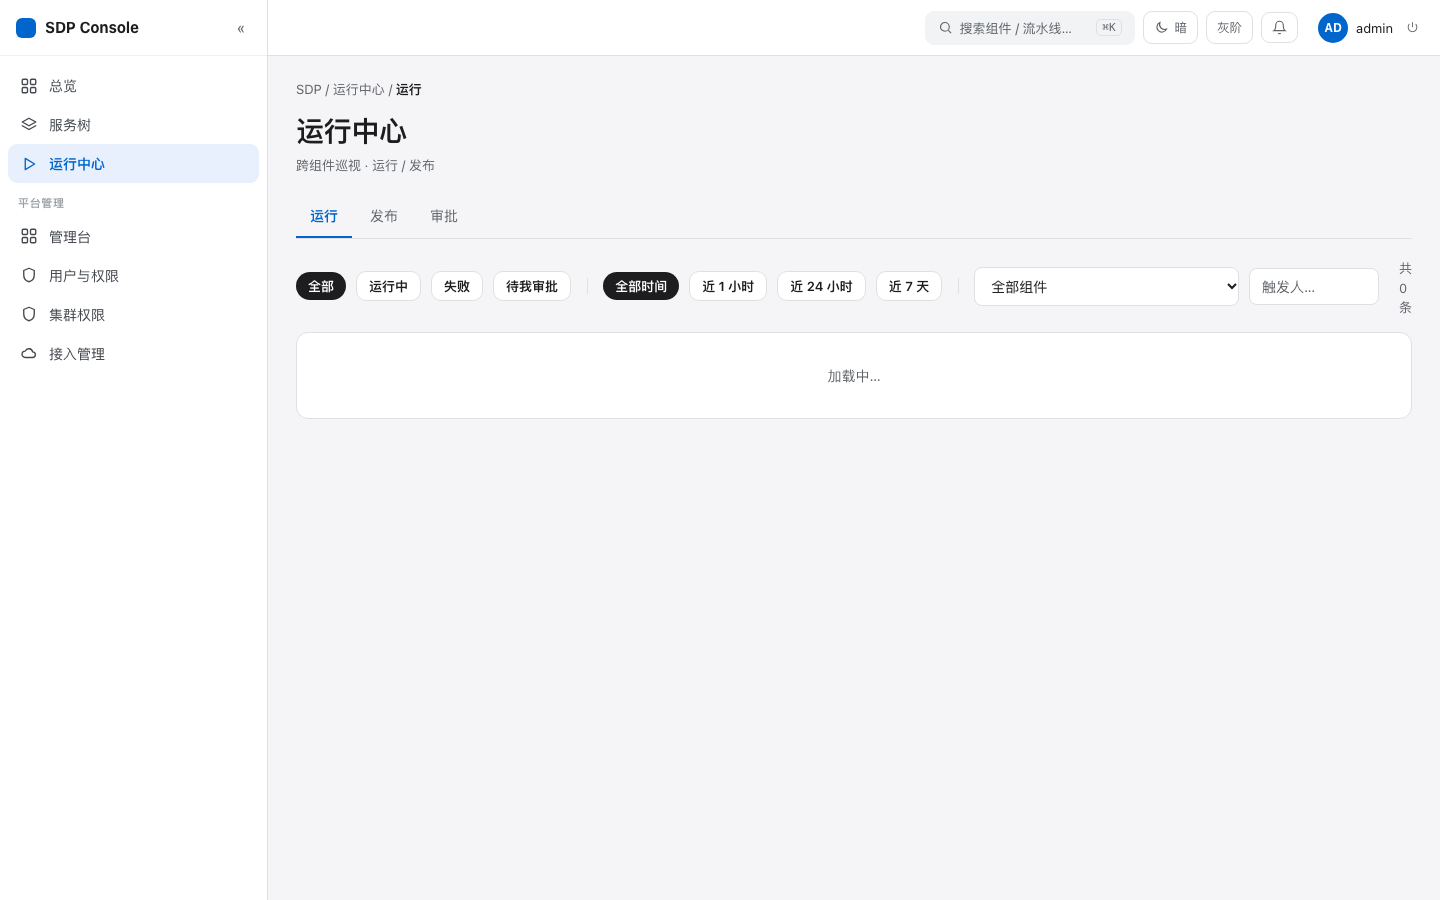 SDP Console «
搜索组件 / 流水线... ⌘K 暗 灰阶 AD admin
总览
服务树
运行中心
平台管理
管理台
用户与权限
集群权限
接入管理
SDP / 运行中心 / 运行
运行中心
跨组件巡视 · 运行 / 发布
运行 发布 审批
全部 运行中 失败 待我审批 全部时间 近 1 小时 近 24 小时 近 7 天 全部组件 触发人...
共
0
条
加载中...